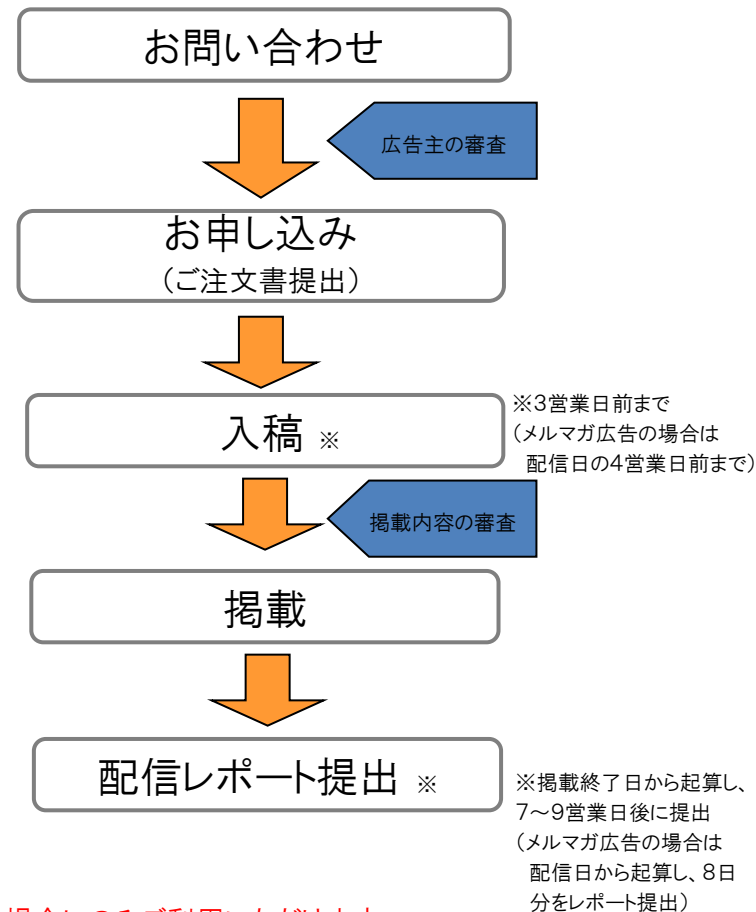 お問い合わせ
広告主の審査
お申し込み
（ご注文書提出）
入稿 ※
※3営業日前まで
（メルマガ広告の場合は
配信日の4営業日前まで）
掲載内容の審査
掲載
配信レポート提出 ※
※掲載終了日から起算し、
7～9営業日後に提出
（メルマガ広告の場合は
配信日から起算し、8日
分をレポート提出）